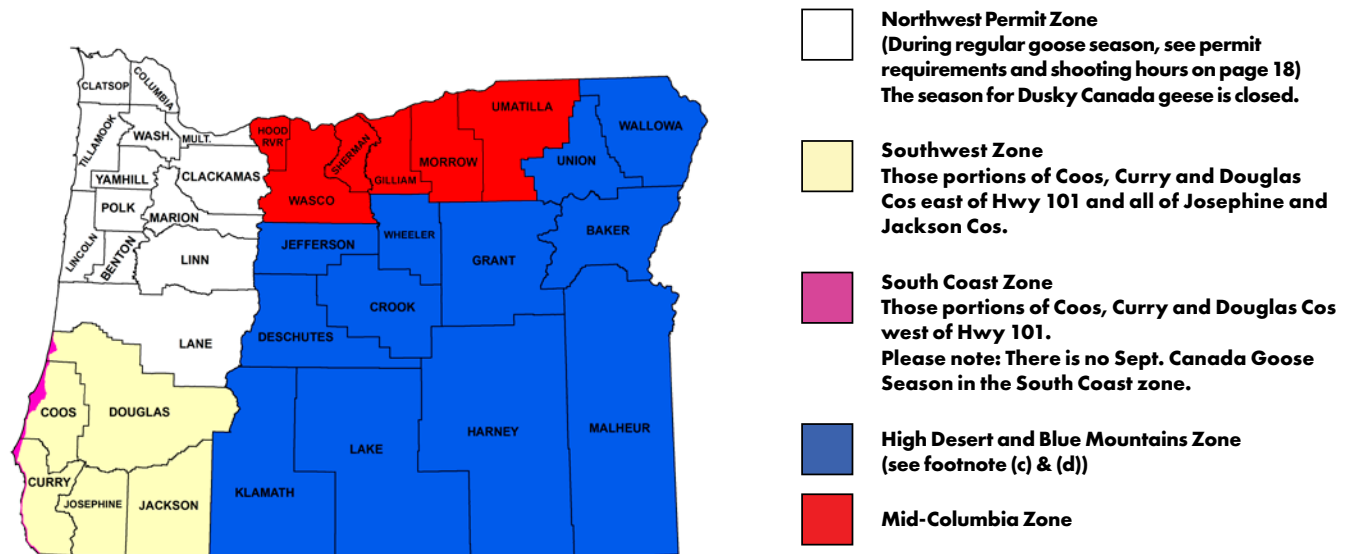 CLATSOP
COLUMBIA
TILLAMOOK
WASH.
MULT.
HOOD
RVR
SHERMAN
UMATILLA
WALLOWA
YAMHILL
CLACKAMAS
GILLIAM
MORROW
UNION
POLK
MARION
WASCO
LINCOLN
BENTON
LINN
JEFFERSON
WHEELER
GRANT
BAKER
CROOK
LANE
DESCHUTES
COOS
DOUGLAS
HARNEY
MALHEUR
LAKE
CURRY
JOSEPHINE
JACKSON
KLAMATH
Northwest Permit Zone
(During regular goose season, see permit
requirements and shooting hours on page 18)
The season for Dusky Canada geese is closed.
Southwest Zone
Those portions of Coos, Curry and Douglas
Cos east of Hwy 101 and all of Josephine and
Jackson Cos.
South Coast Zone
Those portions of Coos, Curry and Douglas Cos
west of Hwy 101.
Please note: There is no Sept. Canada Goose
Season in the South Coast zone.
High Desert and Blue Mountains Zone
(see footnote (c) & (d))
Mid-Columbia Zone